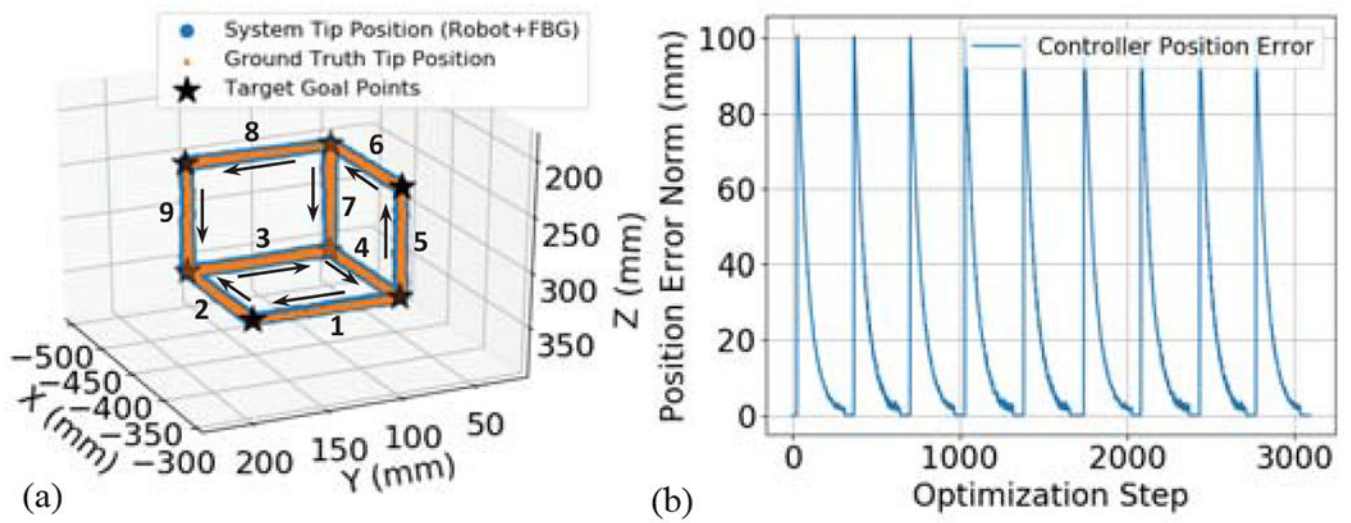 System Tip Position (Robot+FBG)
Ground Truth Tip Position
Target Goal Points
8
6
9
7
5
3
4
2
1
200
250
300
350
Z (mm)
−500
−450
−400
−350
−300
X (mm)
200
150
100
50
Y (mm)
(a)
Controller Position Error
100
80
60
40
20
0
Position Error Norm (mm)
0
1000
2000
3000
Optimization Step
(b)